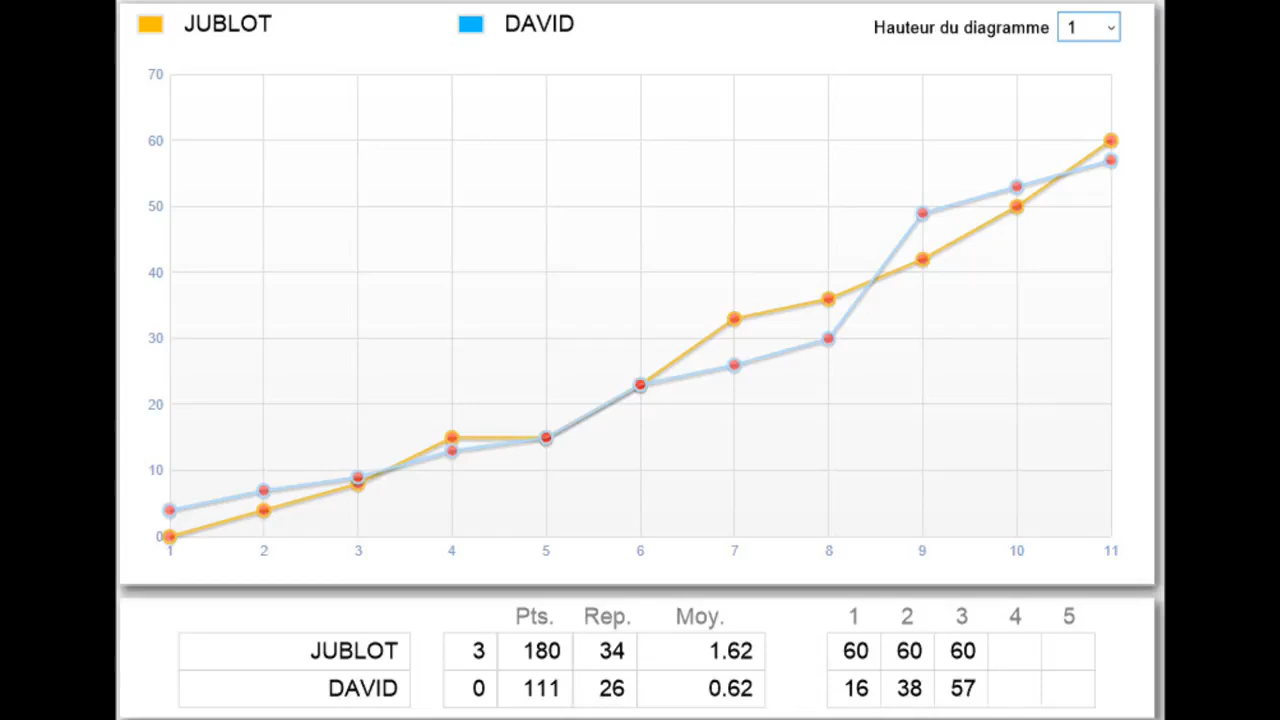 JUBLOT DAVID Hauteur du diagramme 1
70
60
50
40
30
20
10
0
1 2 3 4 5 6 7 8 9 10 11
Pts. Rep. Moy. 1 2 3 4 5
JUBLOT 3 180 34 1.62 60 60 60
DAVID 0 111 26 0.62 16 38 57